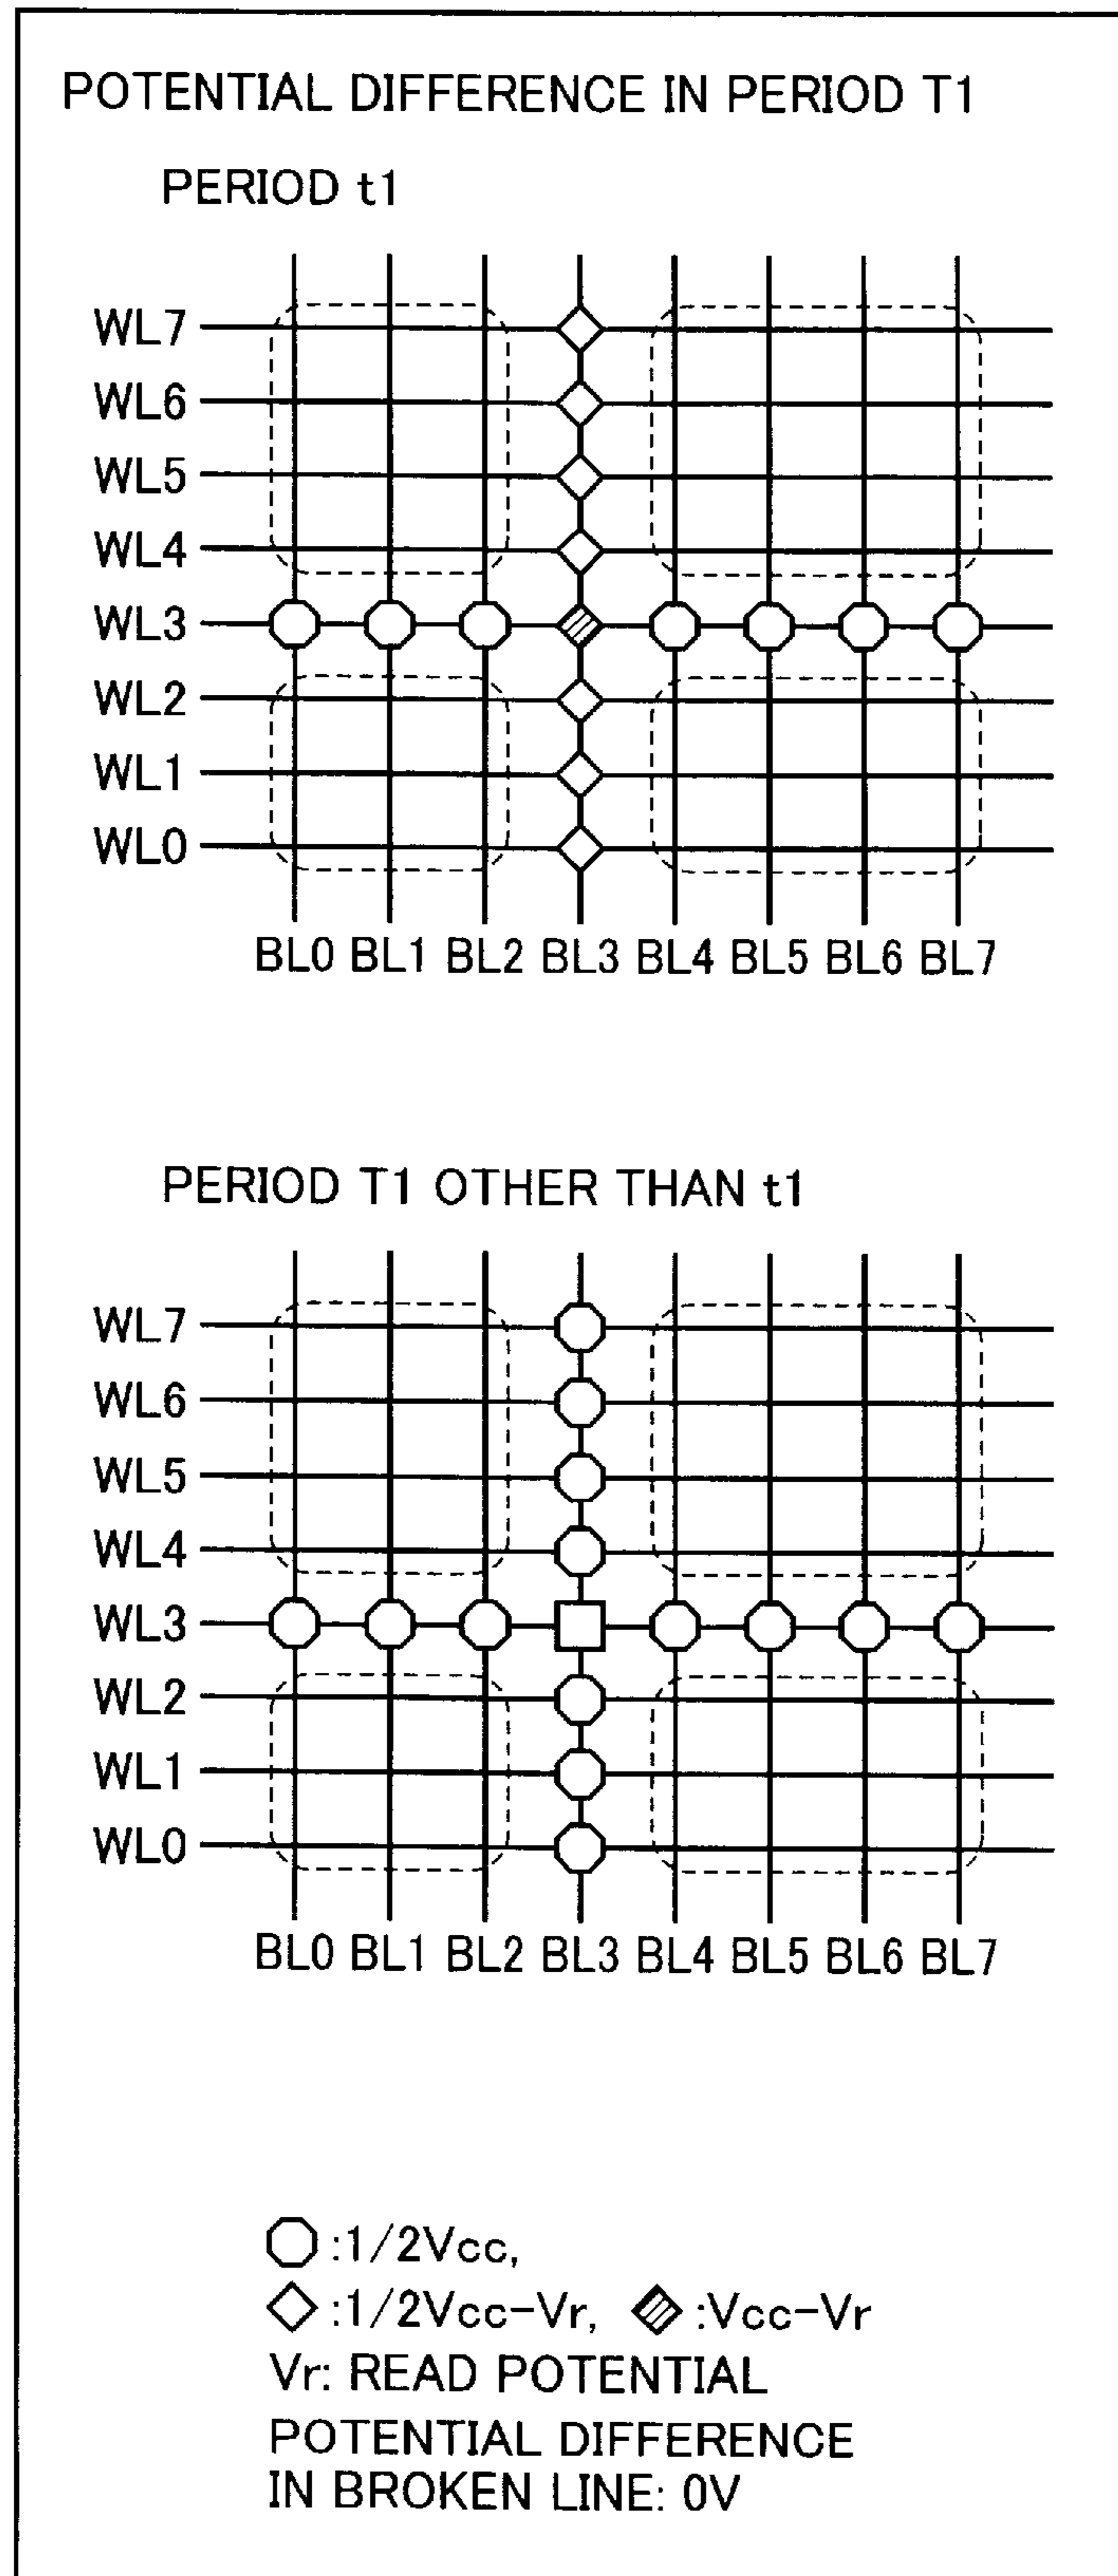 POTENTIAL DIFFERENCE IN PERIOD T1
PERIOD t1
WL7
WL6
WL5
WL4
WL3
WL2
WL1
WL0
BL0 BL1 BL2 BL3 BL4 BL5 BL6 BL7
PERIOD T1 OTHER THAN t1
WL7
WL6
WL5
WL4
WL3
WL2
WL1
WL0
BL0 BL1 BL2 BL3 BL4 BL5 BL6 BL7
:1/2Vcc,
:1/2Vcc-Vr, :Vcc-Vr
Vr: READ POTENTIAL
POTENTIAL DIFFERENCE
IN BROKEN LINE: 0V